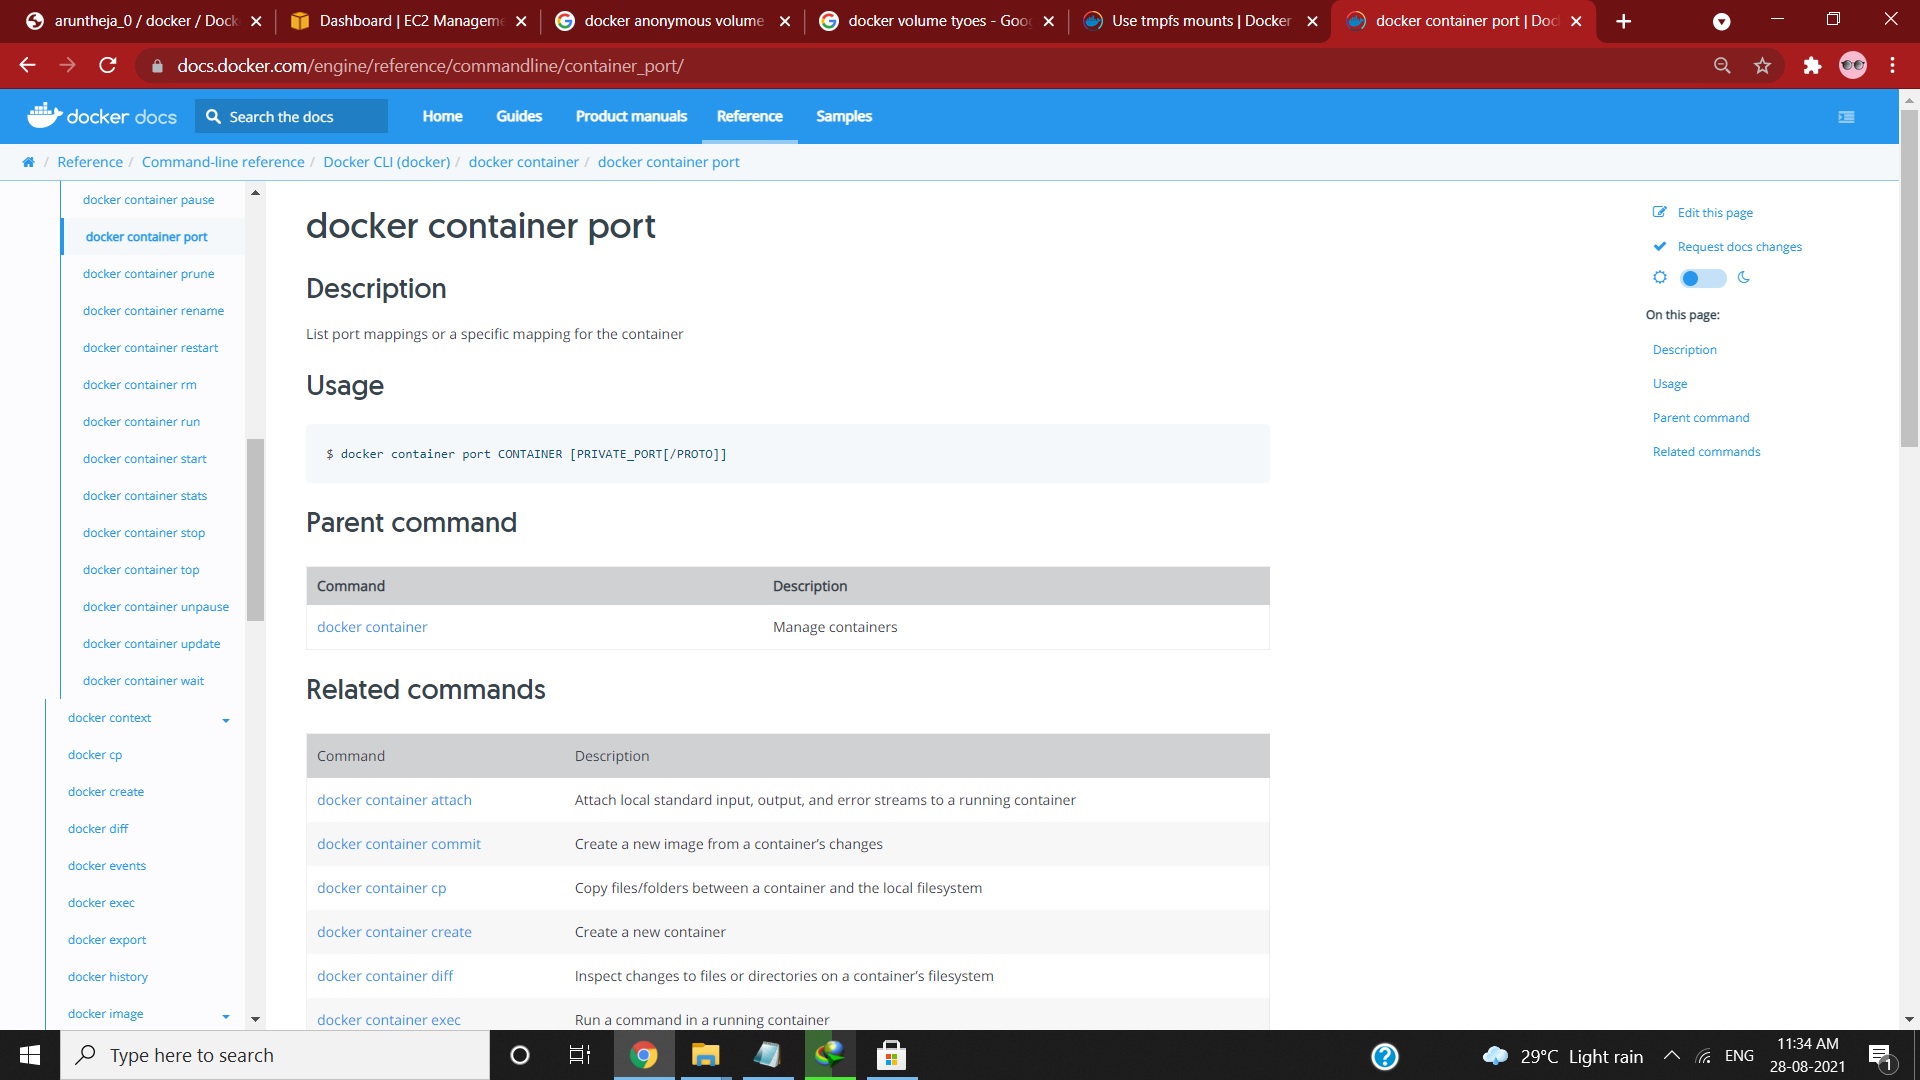 aruntheja_0 / docker / Dock
Dashboard | EC2 Manageme
docker anonymous volume
docker volume tyoes - Goo
Use tmpfs mounts | Docker
docker container port | Doc
docs.docker.com/engine/reference/commandline/container_port/
docker docs
Search the docs
Home
Guides
Product manuals
Reference
Samples
/ Reference / Command-line reference / Docker CLI (docker) / docker container / docker container port
docker container pause
docker container port
docker container prune
docker container rename
docker container restart
docker container rm
docker container run
docker container start
docker container stats
docker container stop
docker container top
docker container unpause
docker container update
docker container wait
docker context
docker cp
docker create
docker diff
docker events
docker exec
docker export
docker history
docker image
docker container port
Description
List port mappings or a specific mapping for the container
Usage
$ docker container port CONTAINER [PRIVATE_PORT[/PROTO]]
Parent command
Command Description
docker container Manage containers
Related commands
Command Description
docker container attach Attach local standard input, output, and error streams to a running container
docker container commit Create a new image from a container’s changes
docker container cp Copy files/folders between a container and the local filesystem
docker container create Create a new container
docker container diff Inspect changes to files or directories on a container’s filesystem
docker container exec Run a command in a running container
Edit this page
Request docs changes
On this page:
Description
Usage
Parent command
Related commands
Type here to search
29°C Light rain
ENG
11:34 AM
28-08-2021
1